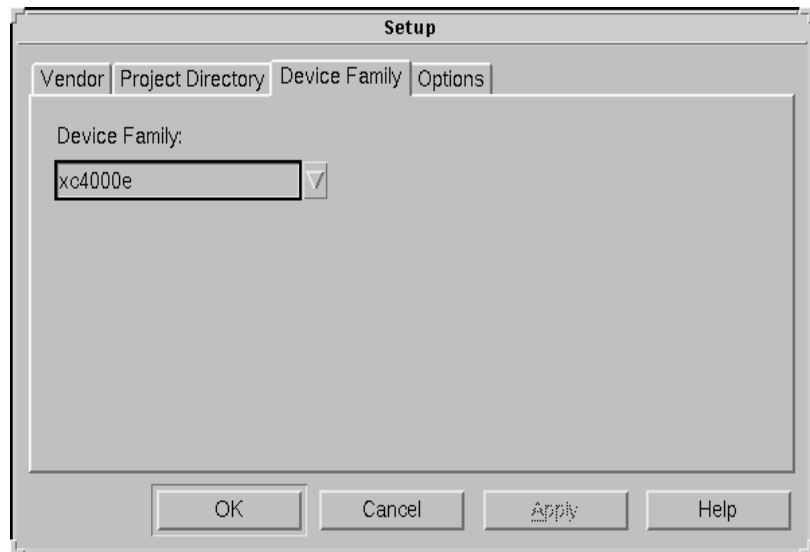 Setup
Vendor Project Directory Device Family Options
Device Family:
xc4000e
OK Cancel Apply Help